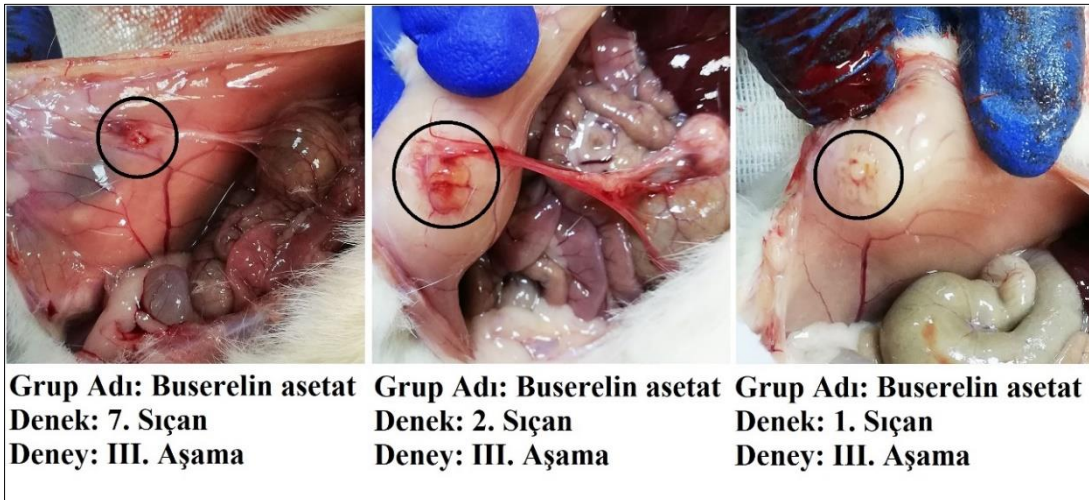 Grup Adı: Buserelin asetat
Denek: 7. Sıçan
Deney: III. Aşama
Grup Adı: Buserelin asetat
Denek: 2. Sıçan
Deney: III. Aşama
Grup Adı: Buserelin asetat
Denek: 1. Sıçan
Deney: III. Aşama